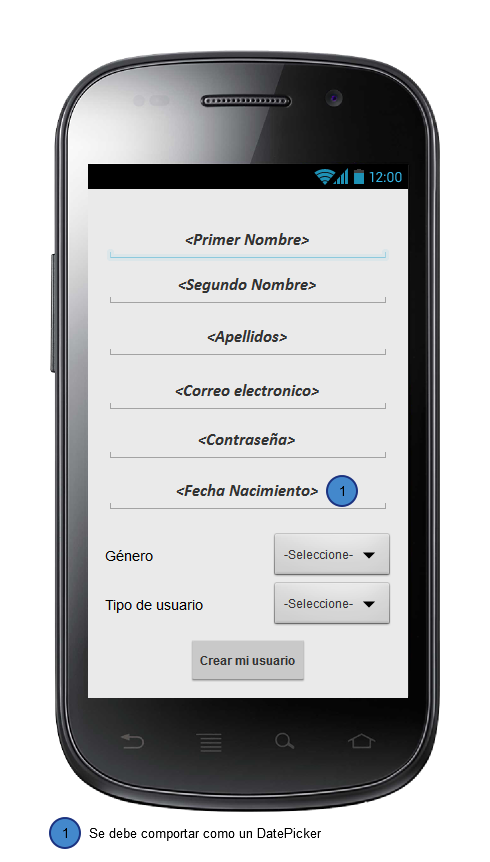 12:00
<Primer Nombre>
<Segundo Nombre>
<Apellidos>
<Correo electronico>
<Contraseña>
<Fecha Nacimiento> 1
Género -Seleccione-
Tipo de usuario -Seleccione-
Crear mi usuario
1 Se debe comportar como un DatePicker